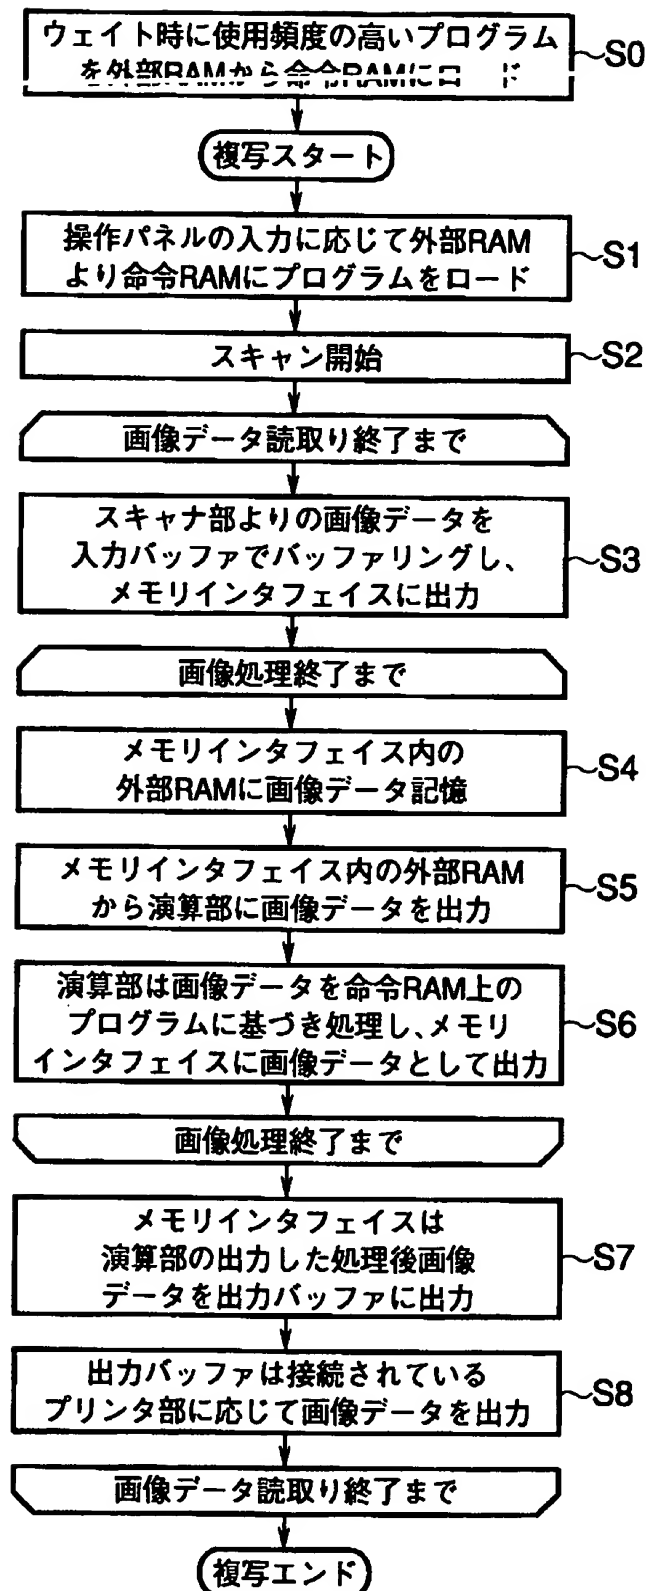 ウェイト時に使用頻度の高いプログラム
を外部RAMから命令RAMにロード
S0
複写スタート
操作パネルの入力に応じて外部RAM
より命令RAMにプログラムをロード
S1
スキャン開始
S2
画像データ読取り終了まで
スキャナ部よりの画像データを
入力バッファでバッファリングし、
メモリインタフェイスに出力
S3
画像処理終了まで
メモリインタフェイス内の
外部RAMに画像データ記憶
S4
メモリインタフェイス内の外部RAM
から演算部に画像データを出力
S5
演算部は画像データを命令RAM上の
プログラムに基づき処理し、メモリ
インタフェイスに画像データとして出力
S6
画像処理終了まで
メモリインタフェイスは
演算部の出力した処理後画像
データを出力バッファに出力
S7
出力バッファは接続されている
プリンタ部に応じて画像データを出力
S8
画像データ読取り終了まで
複写エンド